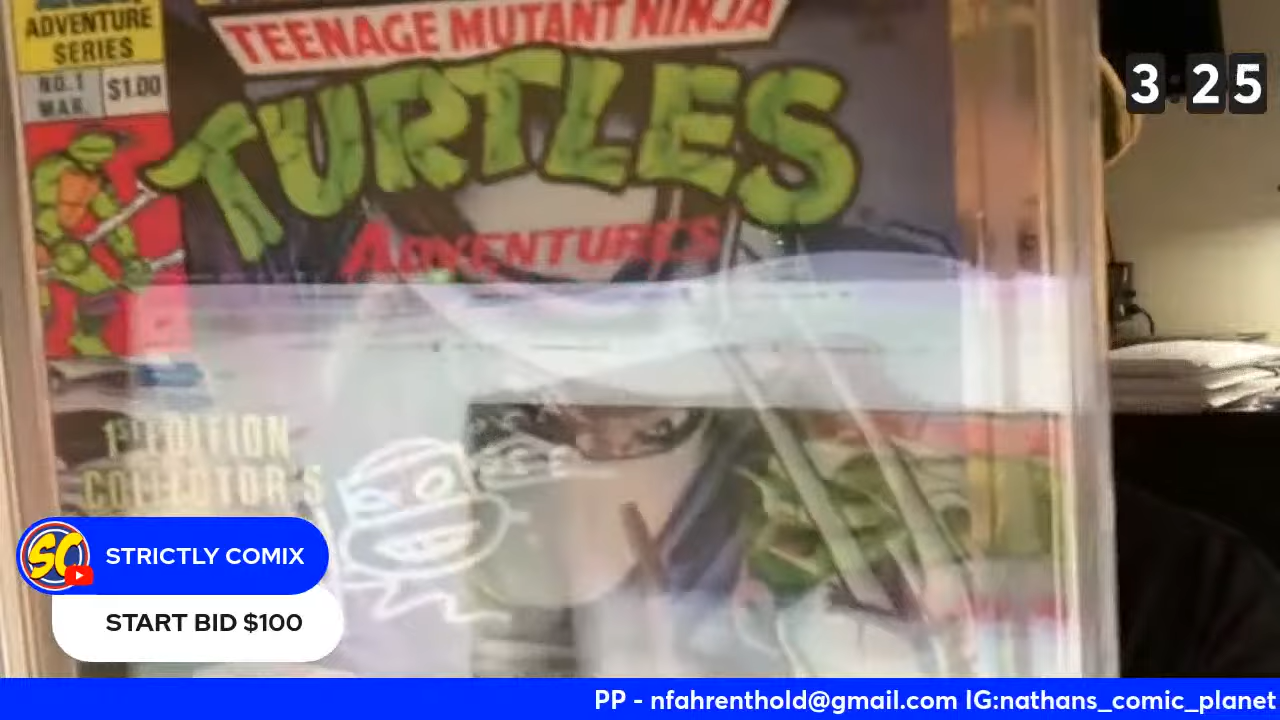 ADVENTURE
SERIES
NO. 1
MAR.
$1.00
TEENAGE MUTANT NINJA
TURTLES
ADVENTURES
3:25
1ST EDITION
COLLECTOR'S
SC
STRICTLY COMIX
START BID $100
PP - nfahrenthold@gmail.com IG:nathans_comic_planet